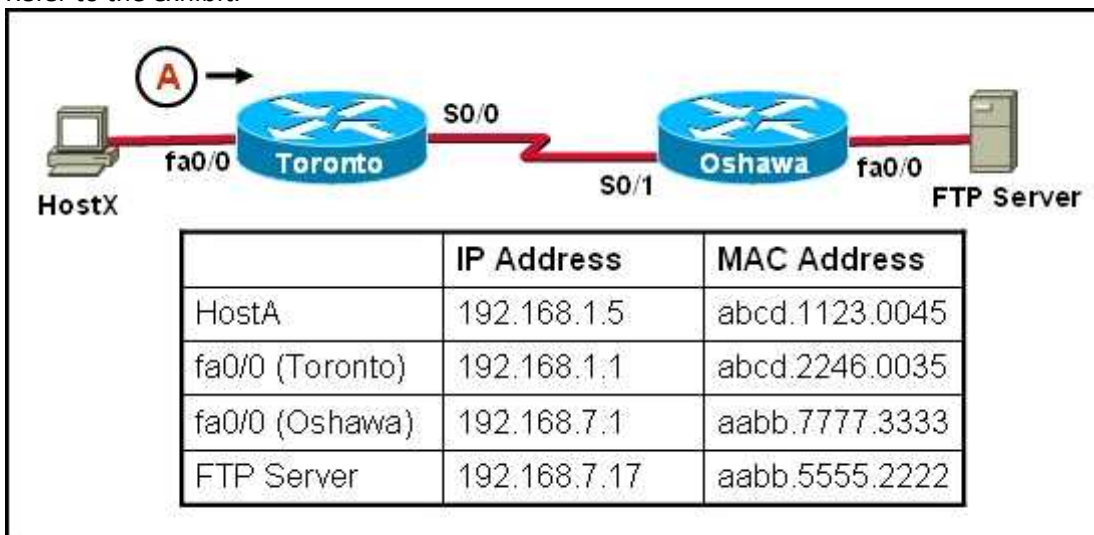 Refer to the exhibit.
A
S0/0
fa0/0
Toronto
S0/1
Oshawa
fa0/0
HostX
FTP Server
IP Address MAC Address
HostA 192.168.1.5 abcd.1123.0045
fa0/0 (Toronto) 192.168.1.1 abcd.2246.0035
fa0/0 (Oshawa) 192.168.7.1 aabb.7777.3333
FTP Server 192.168.7.17 aabb.5555.2222